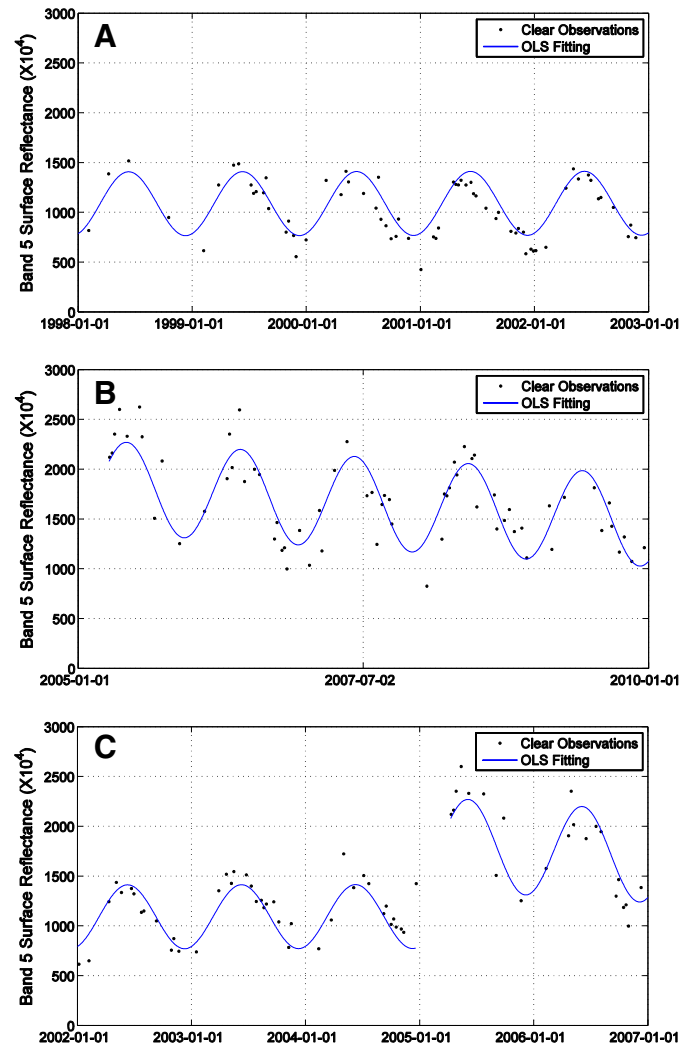 A
Clear Observations
OLS Fitting
Band 5 Surface Reflectance (X10⁴)
3000
2500
2000
1500
1000
500
0
1998-01-01 1999-01-01 2000-01-01 2001-01-01 2002-01-01 2003-01-01
B
Clear Observations
OLS Fitting
Band 5 Surface Reflectance (X10⁴)
3000
2500
2000
1500
1000
500
0
2005-01-01 2007-07-02 2010-01-01
C
Clear Observations
OLS Fitting
Band 5 Surface Reflectance (X10⁴)
3000
2500
2000
1500
1000
500
0
2002-01-01 2003-01-01 2004-01-01 2005-01-01 2006-01-01 2007-01-01